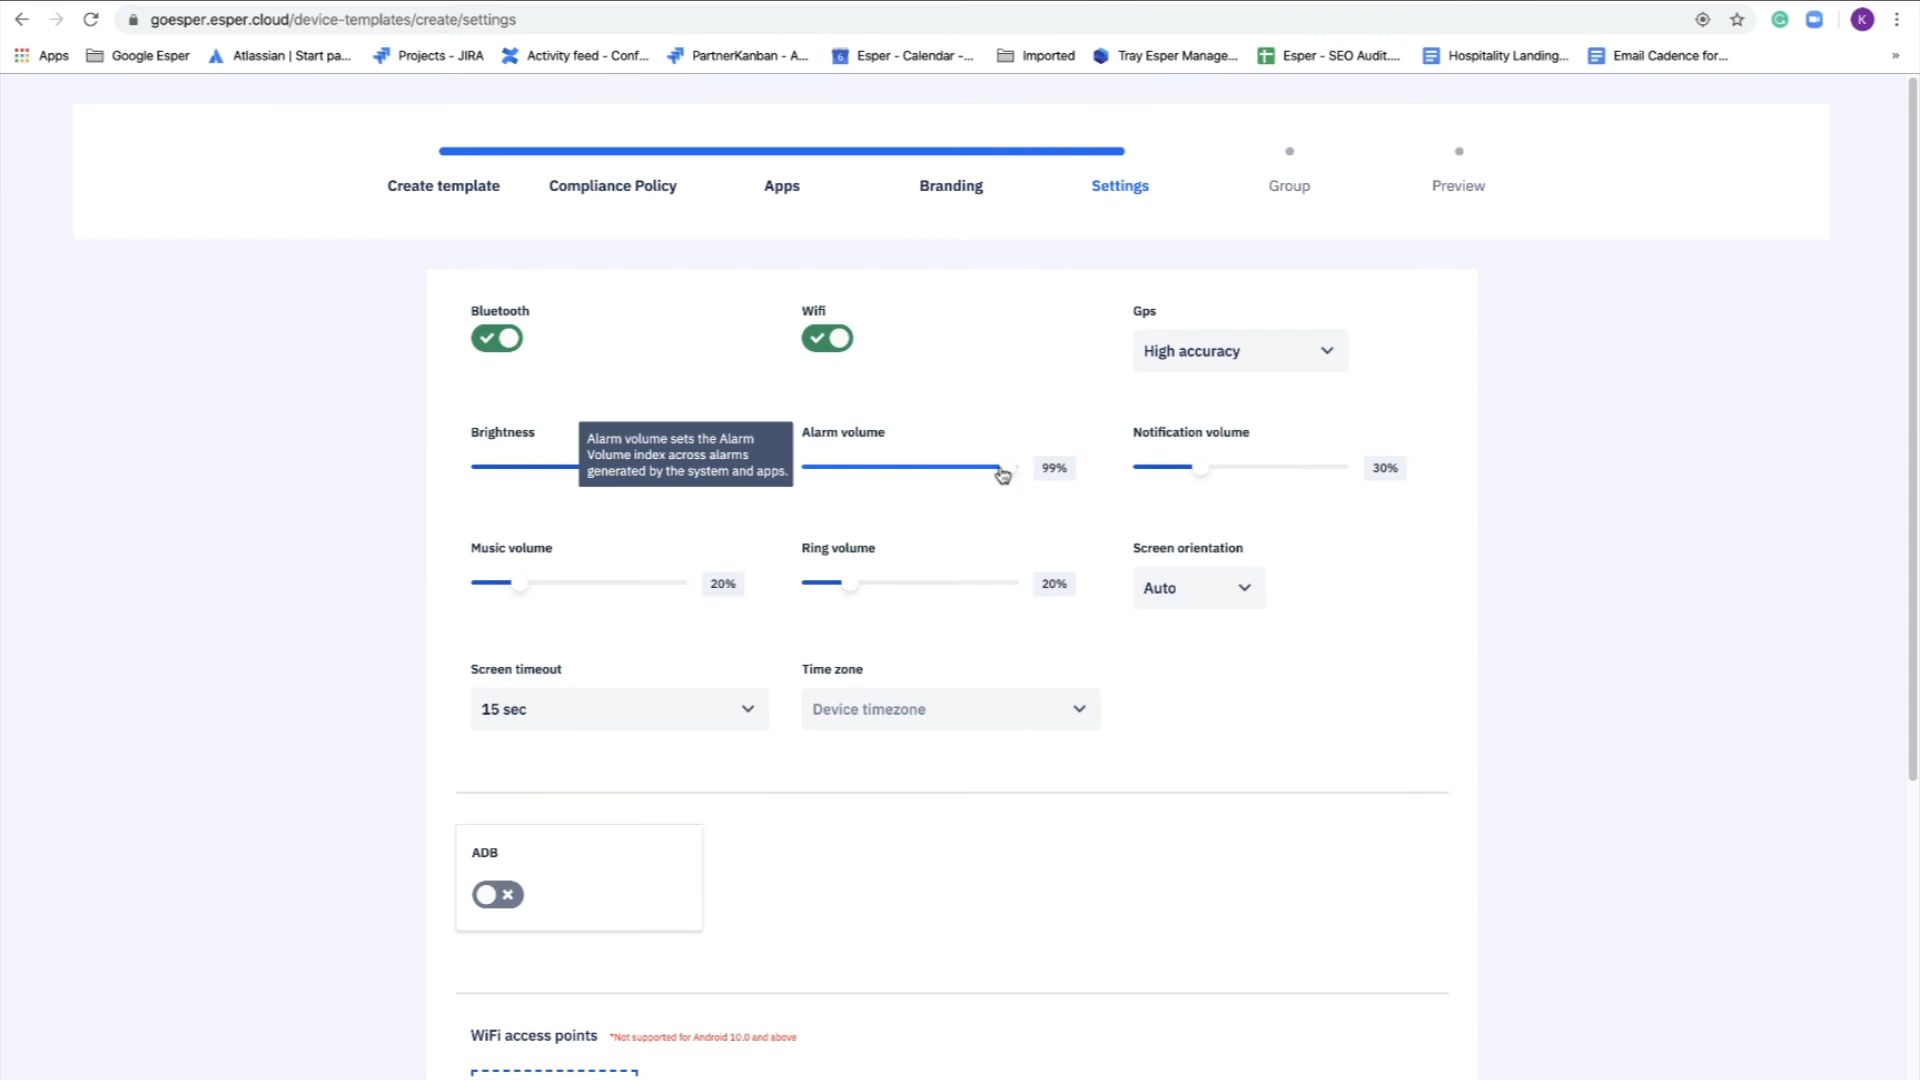 goesper.esper.cloud/device-templates/create/settings
K
Apps
Google Esper
Atlassian | Start pa...
Projects - JIRA
Activity feed - Conf...
PartnerKanban - A...
Esper - Calendar -...
Imported
Tray Esper Manage...
Esper - SEO Audit....
Hospitality Landing...
Email Cadence for...
»
Create template
Compliance Policy
Apps
Branding
Settings
Group
Preview
Bluetooth
Wifi
Gps
High accuracy
Brightness
Alarm volume sets the Alarm
Volume index across alarms
generated by the system and apps.
Alarm volume
99%
Notification volume
30%
Music volume
20%
Ring volume
20%
Screen orientation
Auto
Screen timeout
15 sec
Time zone
Device timezone
ADB
WiFi access points *Not supported for Android 10.0 and above